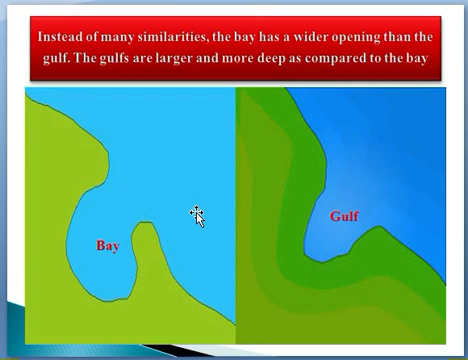 Instead of many similarities, the bay has a wider opening than the
gulf. The gulfs are larger and more deep as compared to the bay
Bay
Gulf